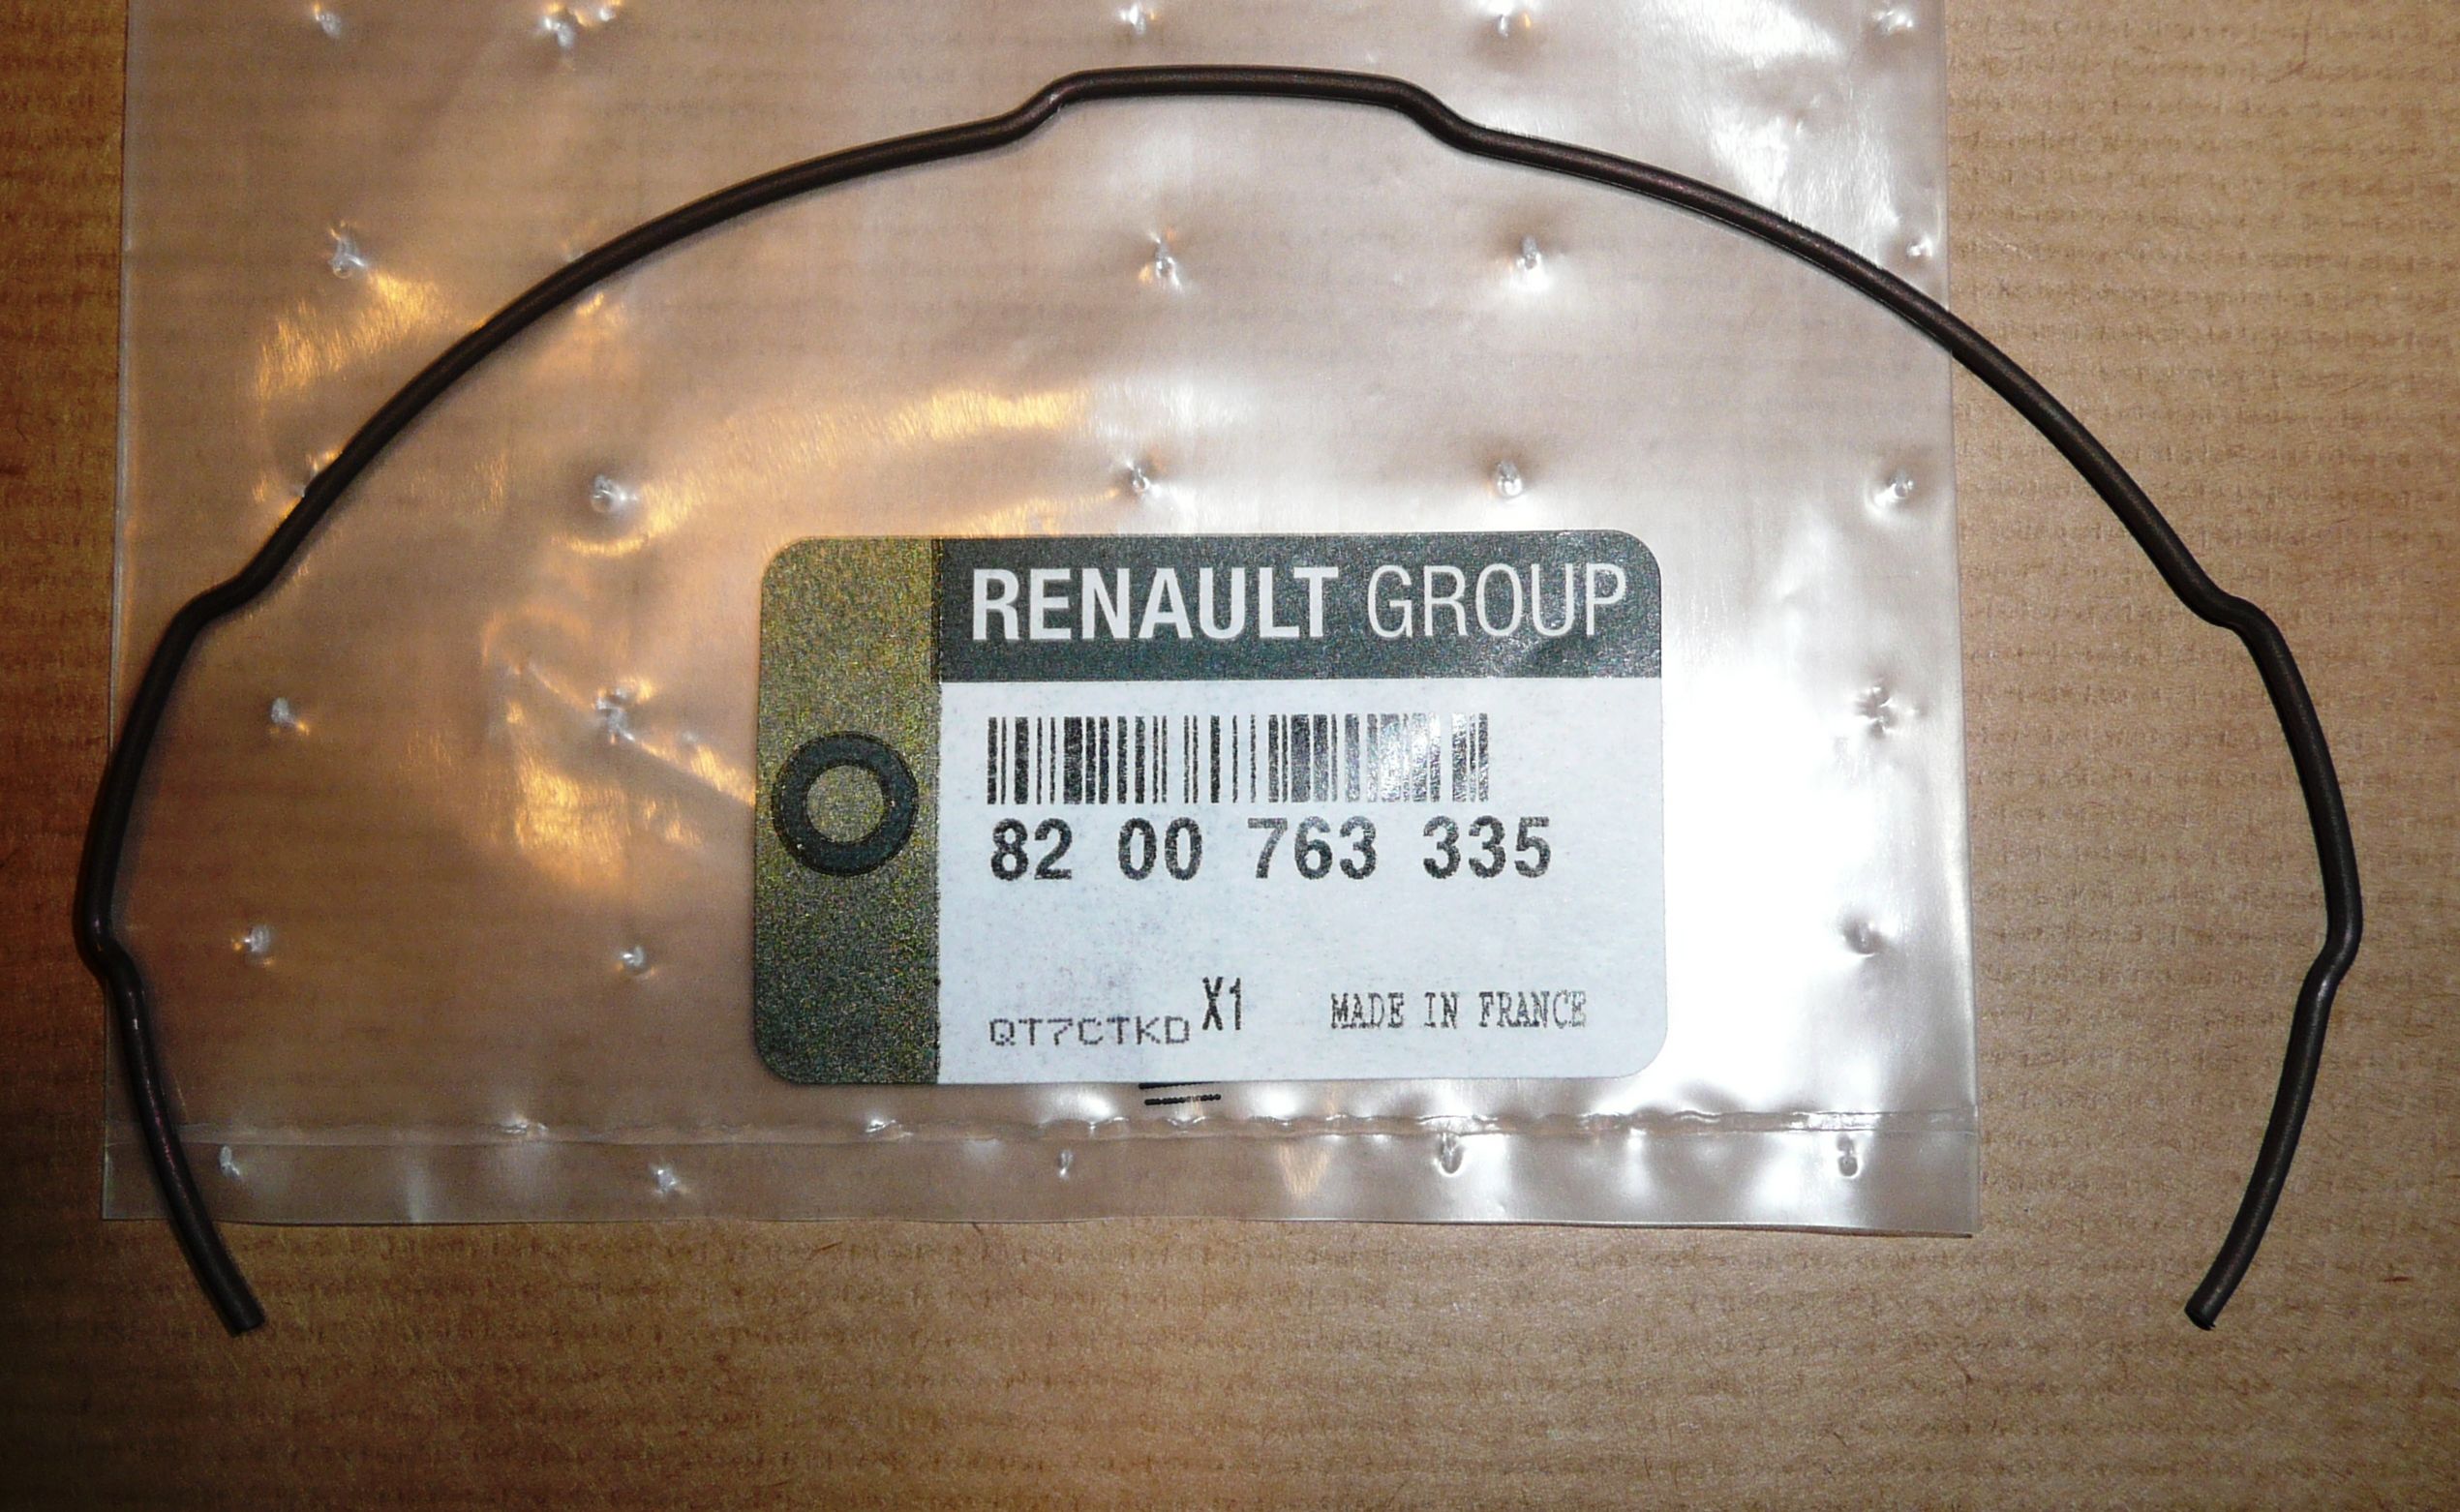 RENAULT GROUP
82 00 763 335
QT7CTKD X1 MADE IN FRANCE